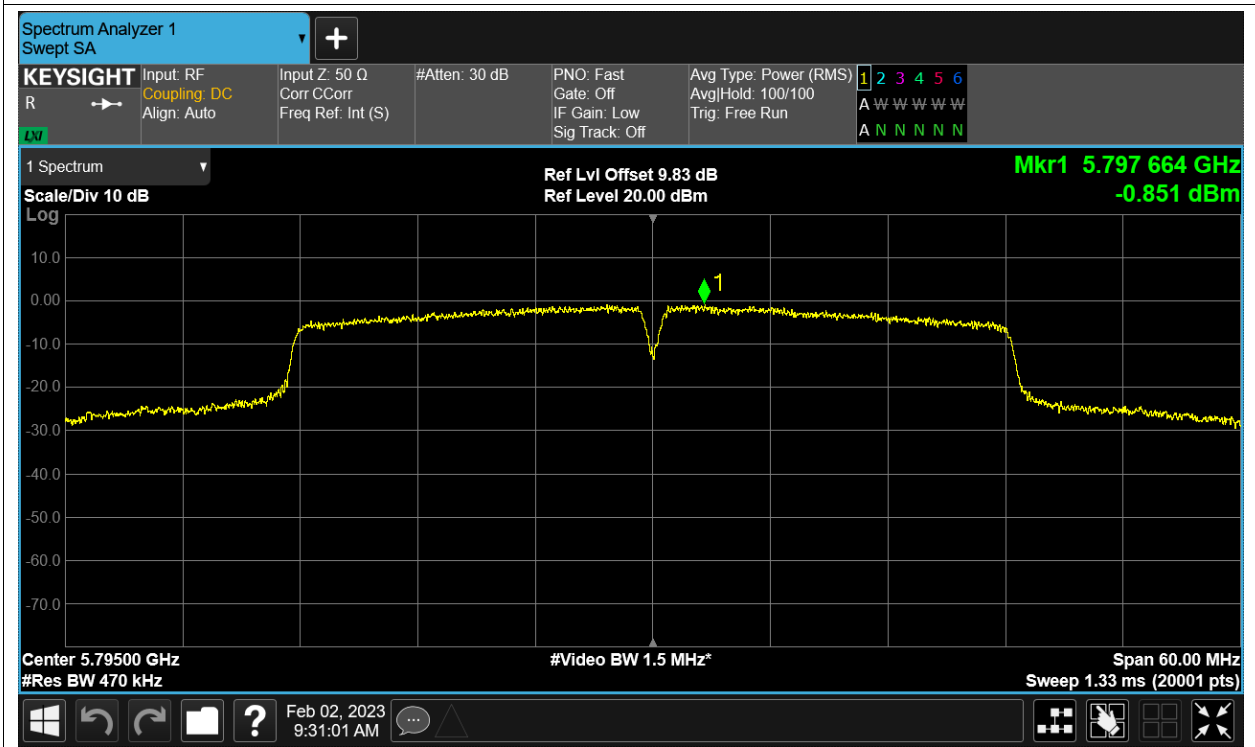 Spectrum Analyzer 1
Swept SA
KEYSIGHT
R
LXI
Input: RF
Coupling: DC
Align: Auto
Input Z: 50 Ω
Corr CCorr
Freq Ref: Int (S)
#Atten: 30 dB
PNO: Fast
Gate: Off
IF Gain: Low
Sig Track: Off
Avg Type: Power (RMS)
Avg|Hold: 100/100
Trig: Free Run
1 2 3 4 5 6
A W W W W W
A N N N N N
1 Spectrum
Scale/Div 10 dB
Log
Ref Lvl Offset 9.83 dB
Ref Level 20.00 dBm
Mkr1 5.797 664 GHz
-0.851 dBm
10.0
0.00
-10.0
-20.0
-30.0
-40.0
-50.0
-60.0
-70.0
1
Center 5.79500 GHz
#Res BW 470 kHz
#Video BW 1.5 MHz*
Span 60.00 MHz
Sweep 1.33 ms (20001 pts)
?
Feb 02, 2023
9:31:01 AM